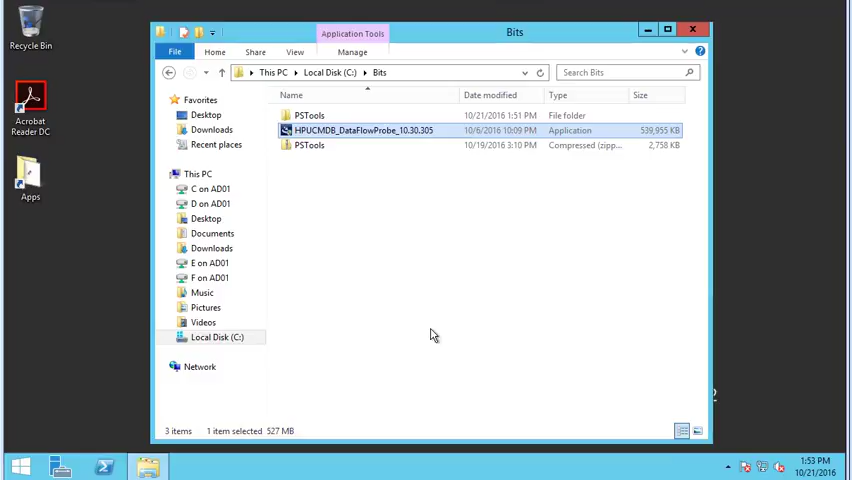 Recycle Bin
Acrobat
Reader DC
Apps
Application Tools
Bits
File
Home
Share
View
Manage
This PC
Local Disk (C:)
Bits
Search Bits
Name
Date modified
Type
Size
Favorites
Desktop
Downloads
Recent places
This PC
C on AD01
D on AD01
Desktop
Documents
Downloads
E on AD01
F on AD01
Music
Pictures
Videos
Local Disk (C:)
Network
PSTools 10/21/2016 1:51 PM File folder
HPUCMDB_DataFlowProbe_10.30.305 10/6/2016 10:09 PM Application 539,955 KB
PSTools 10/19/2016 3:10 PM Compressed (zipp... 2,758 KB
3 items 1 item selected 527 MB
2
1:53 PM
10/21/2016